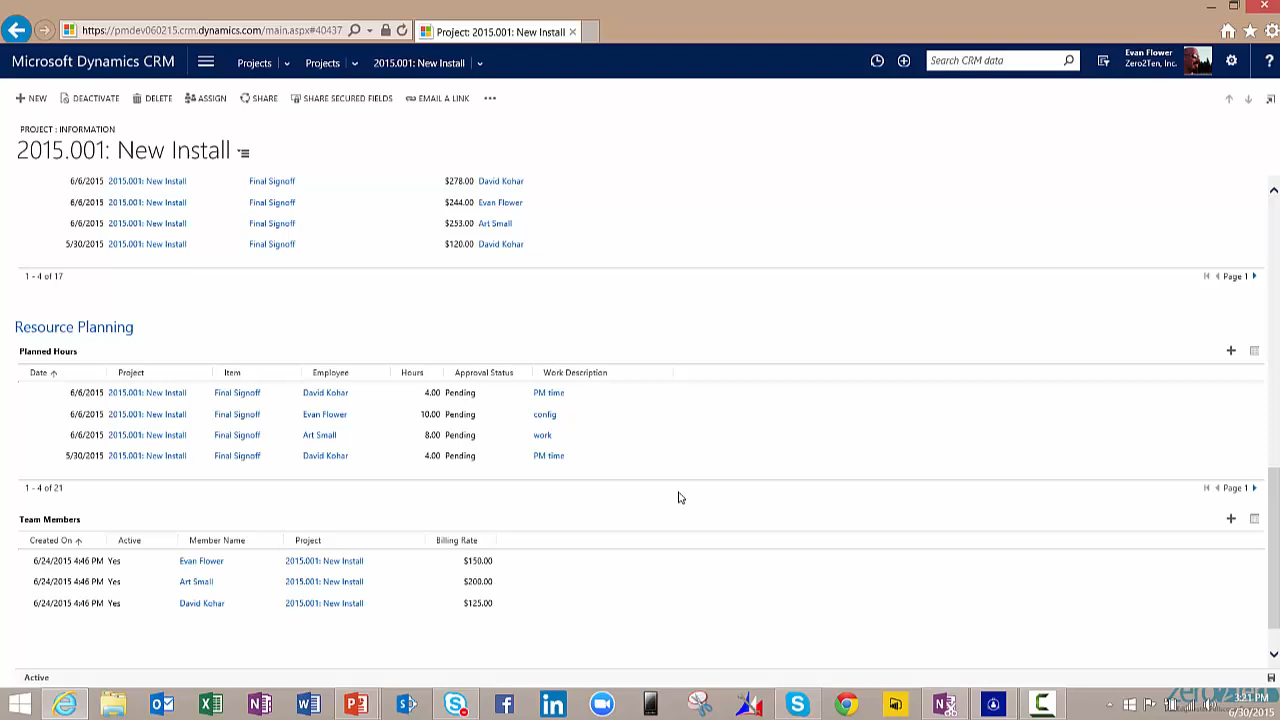 https://pmdev060215.crm.dynamics.com/main.aspx#40437
Project: 2015.001: New Install
Microsoft Dynamics CRM
Projects
Projects
2015.001: New Install
Search CRM data
Evan Flower
Zero2Ten, Inc.
?
NEW
DEACTIVATE
DELETE
ASSIGN
SHARE
SHARE SECURED FIELDS
EMAIL A LINK
PROJECT : INFORMATION
2015.001: New Install
6/6/2015 2015.001: New Install Final Signoff $278.00 David Kohar
6/6/2015 2015.001: New Install Final Signoff $244.00 Evan Flower
6/6/2015 2015.001: New Install Final Signoff $253.00 Art Small
5/30/2015 2015.001: New Install Final Signoff $120.00 David Kohar
1 - 4 of 17 Page 1
Resource Planning
Planned Hours
Date Project Item Employee Hours Approval Status Work Description
6/6/2015 2015.001: New Install Final Signoff David Kohar 4.00 Pending PM time
6/6/2015 2015.001: New Install Final Signoff Evan Flower 10.00 Pending config
6/6/2015 2015.001: New Install Final Signoff Art Small 8.00 Pending work
5/30/2015 2015.001: New Install Final Signoff David Kohar 4.00 Pending PM time
1 - 4 of 21 Page 1
Team Members
Created On Active Member Name Project Billing Rate
6/24/2015 4:46 PM Yes Evan Flower 2015.001: New Install $150.00
6/24/2015 4:46 PM Yes Art Small 2015.001: New Install $200.00
6/24/2015 4:46 PM Yes David Kohar 2015.001: New Install $125.00
Active
3:21 PM
6/30/2015